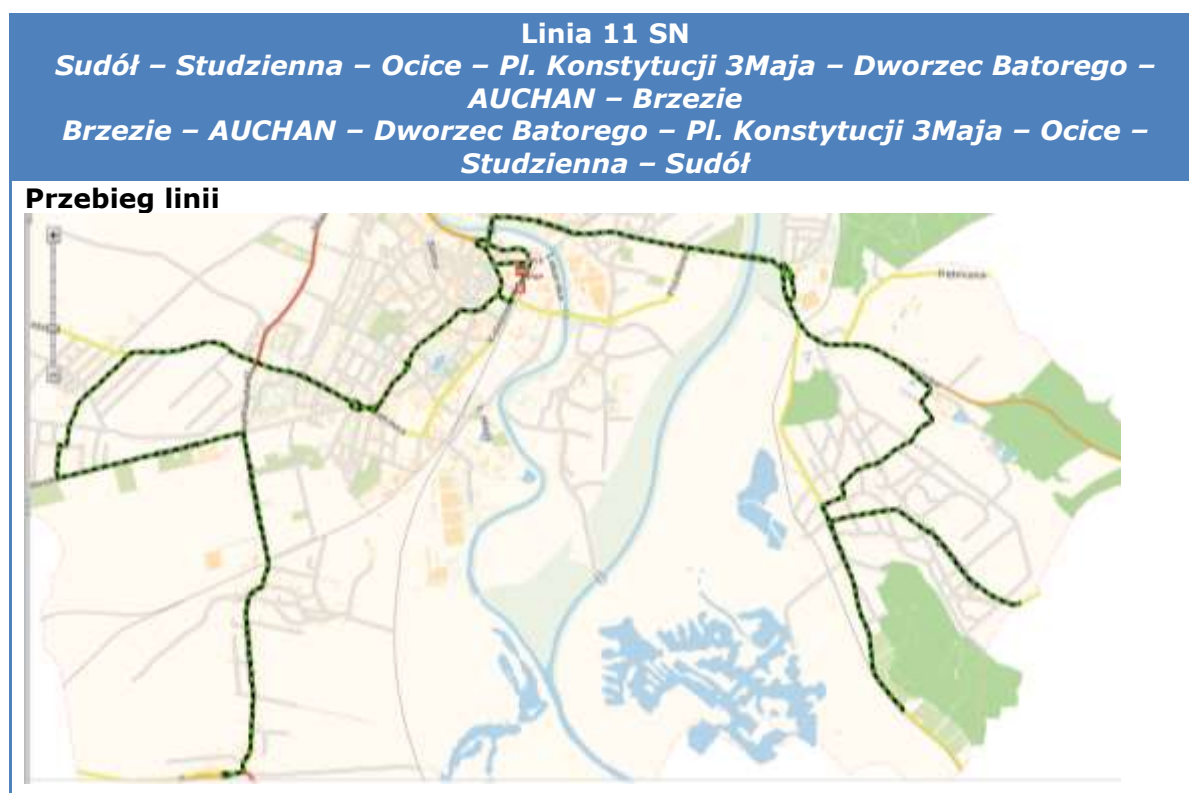 Linia 11 SN
Sudół – Studzienna – Ocice – Pl. Konstytucji 3Maja – Dworzec Batorego –
AUCHAN – Brzezie
Brzezie – AUCHAN – Dworzec Batorego – Pl. Konstytucji 3Maja – Ocice –
Studzienna – Sudół
Przebieg linii